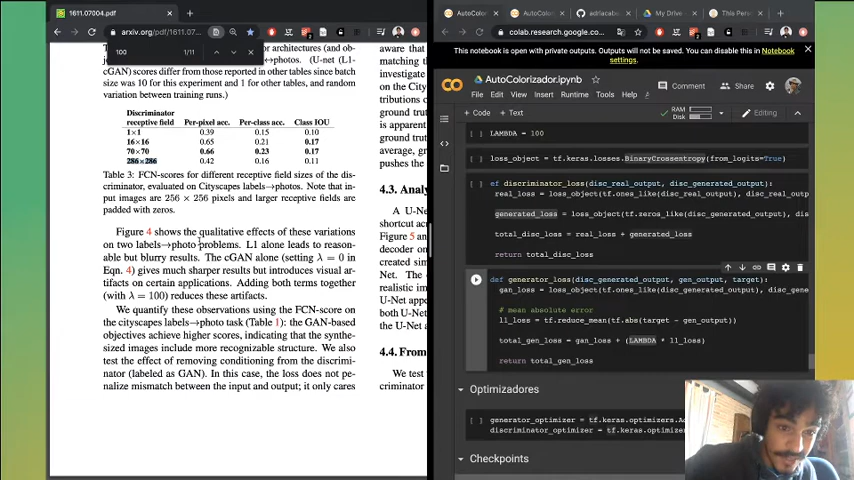 1611.07004.pdf
arxiv.org/pdf/1611.07...
100
1/11
or architectures (and ob-
↔photos. (U-net (L1-
cGAN) scores differ from those reported in other tables since batch
size was 10 for this experiment and 1 for other tables, and random
variation between training runs.)
Discriminator
receptive field Per-pixel acc. Per-class acc. Class IOU
1×1 0.39 0.15 0.10
16×16 0.65 0.21 0.17
70×70 0.66 0.23 0.17
286×286 0.42 0.16 0.11
Table 3: FCN-scores for different receptive field sizes of the dis-
criminator, evaluated on Cityscapes labels→photos. Note that in-
put images are 256 × 256 pixels and larger receptive fields are
padded with zeros.
Figure 4 shows the qualitative effects of these variations
on two labels→photo problems. L1 alone leads to reason-
able but blurry results. The cGAN alone (setting λ = 0 in
Eqn. 4) gives much sharper results but introduces visual ar-
tifacts on certain applications. Adding both terms together
(with λ = 100) reduces these artifacts.
We quantify these observations using the FCN-score on
the cityscapes labels→photo task (Table 1): the GAN-based
objectives achieve higher scores, indicating that the synthe-
sized images include more recognizable structure. We also
test the effect of removing conditioning from the discrimi-
nator (labeled as GAN). In this case, the loss does not pe-
nalize mismatch between the input and output; it only cares
aware that
matching th
investigate
on the City
tributions o
ground trut
is apparent
average, gr
pushes the
4.3. Analy
A U-Ne
shortcut acr
Figure 5 an
decoder on
created sim
Net. The
realistic im
the U-Net a
both U-Net
4.4. From
We test
criminator
AutoColoriz
AutoColoriz
adriacabe
My Drive
This Pers
colab.research.google.co...
This notebook is open with private outputs. Outputs will not be saved. You can disable this in Notebook
settings.
AutoColorizador.ipynb
Comment
Share
File Edit View Insert Runtime Tools Help
+ Code + Text
RAM
Disk
Editing
[ ] LAMBDA = 100
[ ] loss_object = tf.keras.losses.BinaryCrossentropy(from_logits=True)
[ ] ef discriminator_loss(disc_real_output, disc_generated_output):
real_loss = loss_object(tf.ones_like(disc_real_output), disc_real_outpu
generated_loss = loss_object(tf.zeros_like(disc_generated_output), dis
total_disc_loss = real_loss + generated_loss
return total_disc_loss
def generator_loss(disc_generated_output, gen_output, target):
gan_loss = loss_object(tf.ones_like(disc_generated_output), disc_gener
# mean absolute error
l1_loss = tf.reduce_mean(tf.abs(target - gen_output))
total_gen_loss = gan_loss + (LAMBDA * l1_loss)
return total_gen_loss
Optimizadores
[ ] generator_optimizer = tf.keras.optimizers.Ad
discriminator_optimizer = tf.keras.optimize
Checkpoints